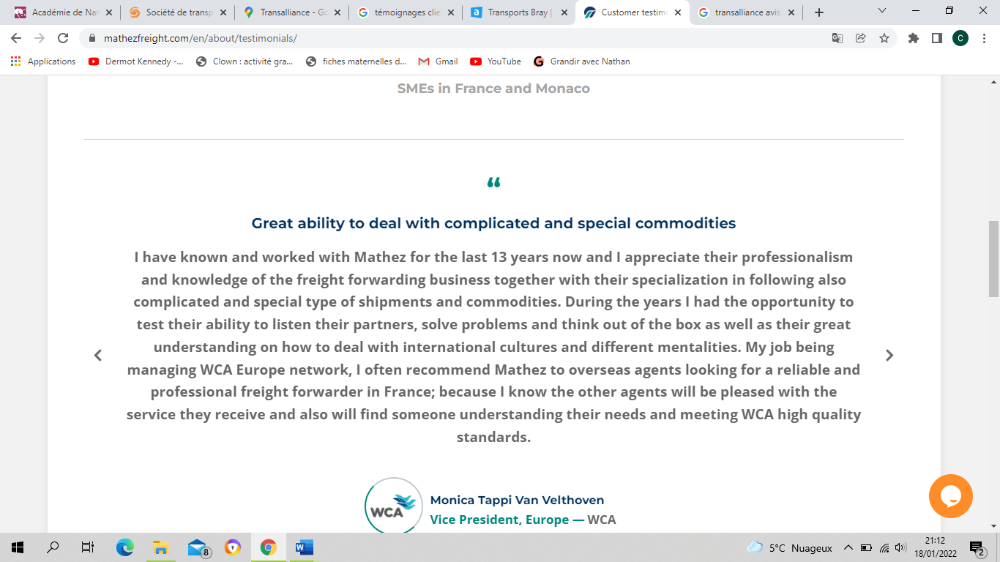 Académie de Nan
Société de transp
Transalliance - Go
témoignages clie
Transports Bray |
Customer testimo
transalliance avis
mathezfreight.com/en/about/testimonials/
C
Applications
Dermot Kennedy -...
Clown : activité gra...
fiches maternelles d...
Gmail
YouTube
Grandir avec Nathan
SMEs in France and Monaco
“
Great ability to deal with complicated and special commodities
I have known and worked with Mathez for the last 13 years now and I appreciate their professionalism
and knowledge of the freight forwarding business together with their specialization in following also
complicated and special type of shipments and commodities. During the years I had the opportunity to
test their ability to listen their partners, solve problems and think out of the box as well as their great
understanding on how to deal with international cultures and different mentalities. My job being
managing WCA Europe network, I often recommend Mathez to overseas agents looking for a reliable and
professional freight forwarder in France; because I know the other agents will be pleased with the
service they receive and also will find someone understanding their needs and meeting WCA high quality
standards.
WCA
Monica Tappi Van Velthoven
Vice President, Europe — WCA
8
5°C Nuageux
21:12
18/01/2022
2